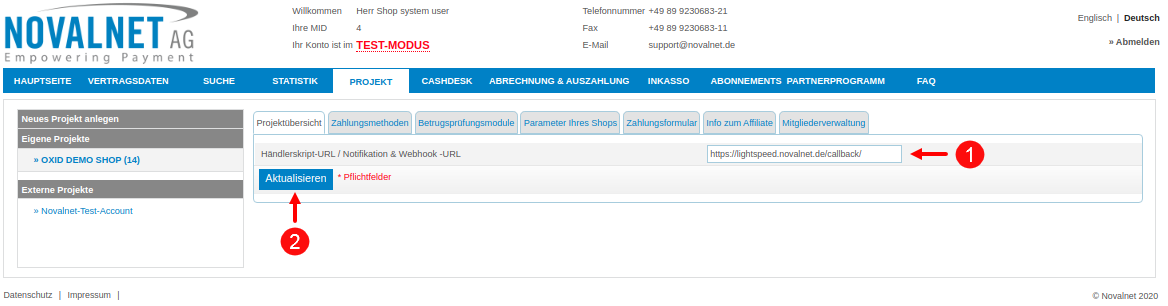 NOVALNET AG
Empowering Payment
Willkommen Herr Shop system user
Ihre MID 4
Ihr Konto ist im TEST-MODUS
Telefonnummer +49 89 9230683-21
Fax +49 89 9230683-11
E-Mail support@novalnet.de
Englisch | Deutsch
» Abmelden
HAUPTSEITE VERTRAGSDATEN SUCHE STATISTIK PROJEKT CASHDESK ABRECHNUNG & AUSZAHLUNG INKASSO ABONNEMENTS PARTNERPROGRAMM FAQ
Neues Projekt anlegen
Eigene Projekte
» OXID DEMO SHOP (14)
Externe Projekte
» Novalnet-Test-Account
Projektübersicht Zahlungsmethoden Betrugsprüfungsmodule Parameter Ihres Shops Zahlungsformular Info zum Affiliate Mitgliederverwaltung
Händlerskript-URL / Notifikation & Webhook -URL https://lightspeed.novalnet.de/callback/ 1
Aktualisieren * Pflichtfelder
2
Datenschutz | Impressum |
© Novalnet 2020